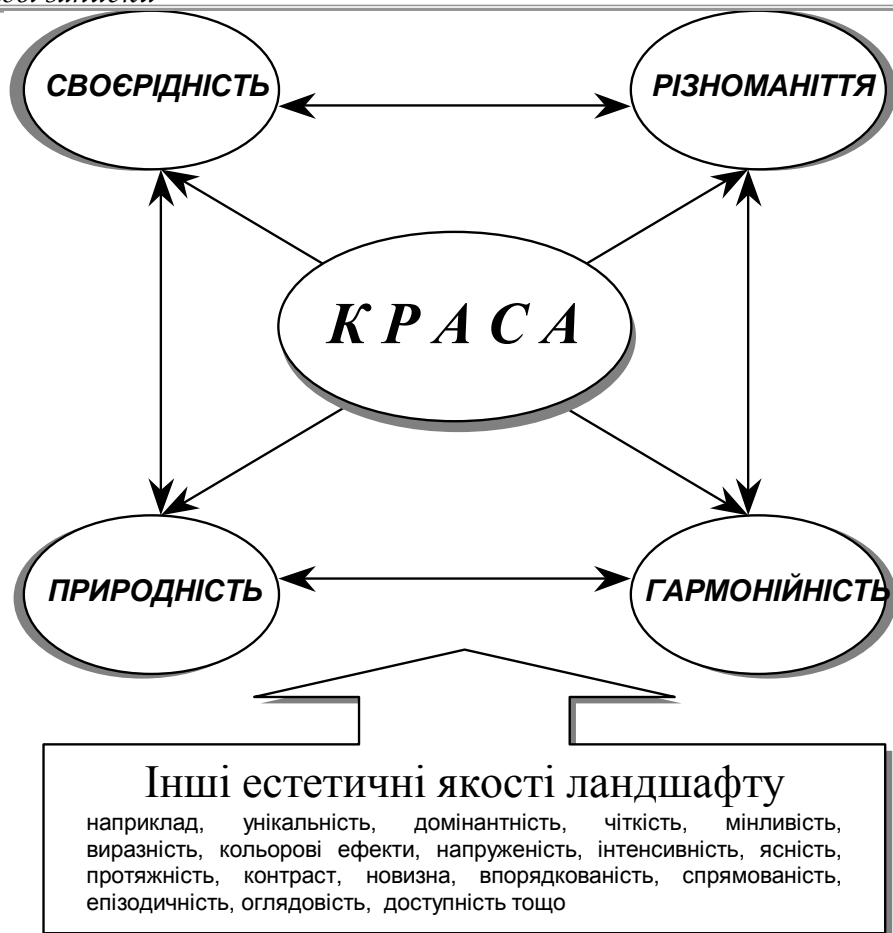 СВОЄРІДНІСТЬ
РІЗНОМАНІТТЯ
К Р А С А
ПРИРОДНІСТЬ
ГАРМОНІЙНІСТЬ
Інші естетичні якості ландшафту
наприклад, унікальність, домінантність, чіткість, мінливість,
виразність, кольорові ефекти, напруженість, інтенсивність, ясність,
протяжність, контраст, новизна, впорядкованість, спрямованість,
епізодичність, оглядовість, доступність тощо